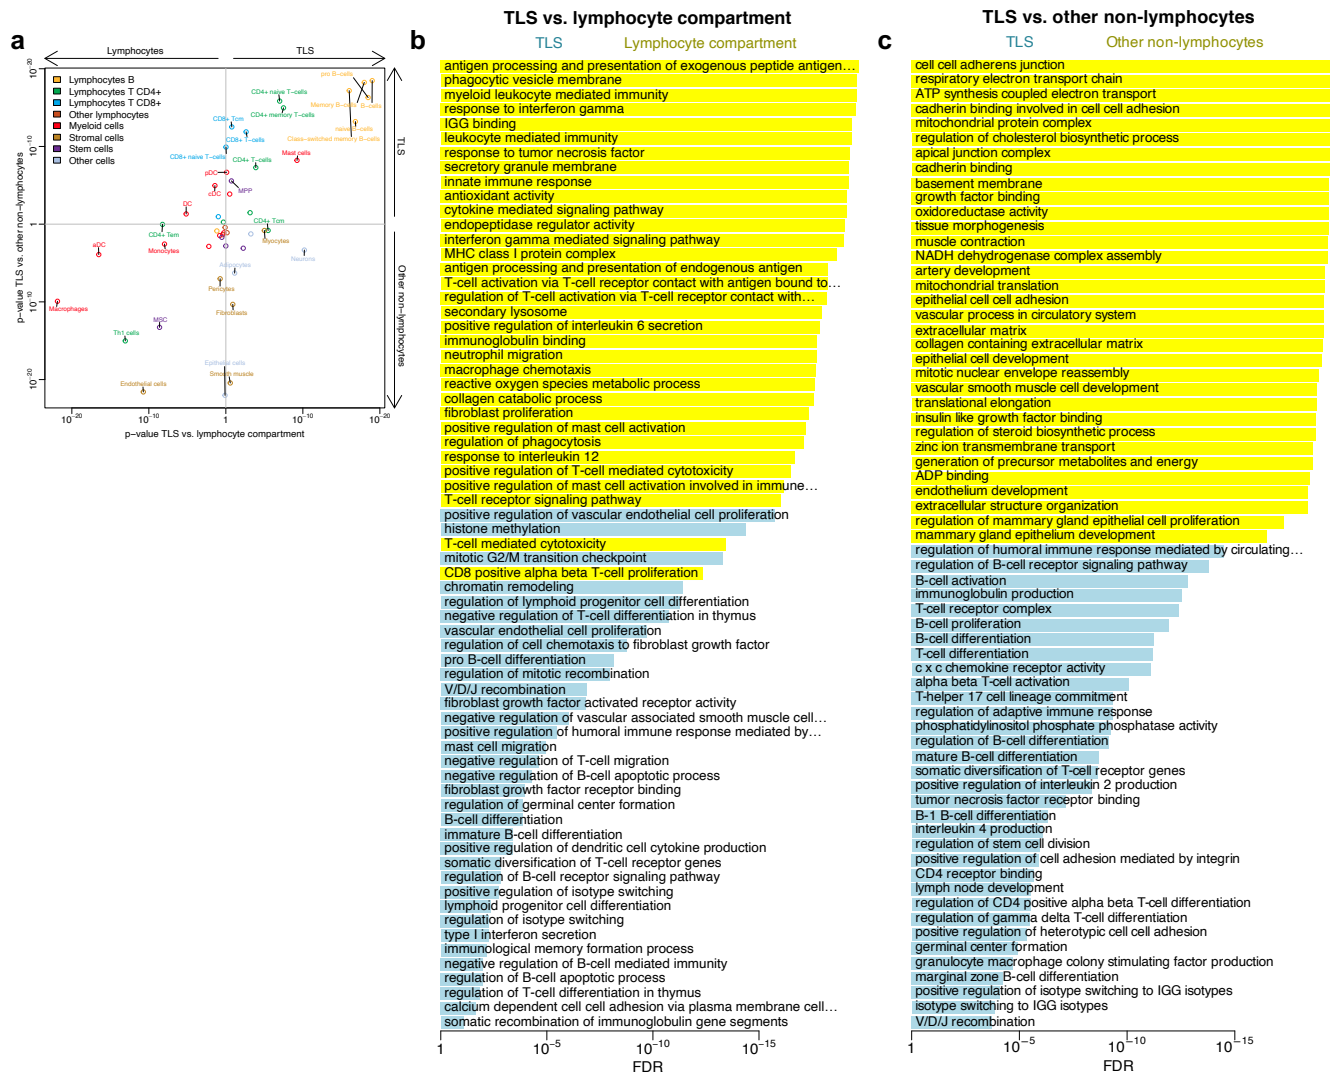 a
Lymphocytes
TLS
Lymphocytes B
Lymphocytes T CD4+
Lymphocytes T CD8+
Other lymphocytes
Myeloid cells
Stromal cells
Stem cells
Other cells
pro B-cells
Memory B-cells
B-cells
naive B-cells
Class-switched memory B-cells
CD4+ naive T-cells
CD4+ memory T-cells
CD8+ Tcm
CD8+ T-cells
CD8+ naive T-cells
CD4+ T-cells
Mast cells
pDC
MPP
cDC
DC
CD4+ Tcm
CD4+ Tem
Myocytes
Monocytes
aDC
Neurons
Adipocytes
Pericytes
Macrophages
Fibroblasts
MSC
Th1 cells
Epithelial cells
Smooth muscle
Endothelial cells
TLS
Other non-lymphocytes
p-value TLS vs. other non-lymphocytes
10⁻²⁰
10⁻¹⁰
1
10⁻¹⁰
10⁻²⁰
10⁻²⁰
10⁻¹⁰
1
10⁻¹⁰
10⁻²⁰
p-value TLS vs. lymphocyte compartment
b
TLS vs. lymphocyte compartment
TLS
Lymphocyte compartment
antigen processing and presentation of exogenous peptide antigen…
phagocytic vesicle membrane
myeloid leukocyte mediated immunity
response to interferon gamma
IGG binding
leukocyte mediated immunity
response to tumor necrosis factor
secretory granule membrane
innate immune response
antioxidant activity
cytokine mediated signaling pathway
endopeptidase regulator activity
interferon gamma mediated signaling pathway
MHC class I protein complex
antigen processing and presentation of endogenous antigen
T-cell activation via T-cell receptor contact with antigen bound to…
regulation of T-cell activation via T-cell receptor contact with…
secondary lysosome
positive regulation of interleukin 6 secretion
immunoglobulin binding
neutrophil migration
macrophage chemotaxis
reactive oxygen species metabolic process
collagen catabolic process
fibroblast proliferation
positive regulation of mast cell activation
regulation of phagocytosis
response to interleukin 12
positive regulation of T-cell mediated cytotoxicity
positive regulation of mast cell activation involved in immune…
T-cell receptor signaling pathway
positive regulation of vascular endothelial cell proliferation
histone methylation
T-cell mediated cytotoxicity
mitotic G2/M transition checkpoint
CD8 positive alpha beta T-cell proliferation
chromatin remodeling
regulation of lymphoid progenitor cell differentiation
negative regulation of T-cell differentiation in thymus
vascular endothelial cell proliferation
regulation of cell chemotaxis to fibroblast growth factor
pro B-cell differentiation
regulation of mitotic recombination
V/D/J recombination
fibroblast growth factor activated receptor activity
negative regulation of vascular associated smooth muscle cell…
positive regulation of humoral immune response mediated by…
mast cell migration
negative regulation of T-cell migration
negative regulation of B-cell apoptotic process
fibroblast growth factor receptor binding
regulation of germinal center formation
B-cell differentiation
immature B-cell differentiation
positive regulation of dendritic cell cytokine production
somatic diversification of T-cell receptor genes
regulation of B-cell receptor signaling pathway
positive regulation of isotype switching
lymphoid progenitor cell differentiation
regulation of isotype switching
type I interferon secretion
immunological memory formation process
negative regulation of B-cell mediated immunity
regulation of B-cell apoptotic process
regulation of T-cell differentiation in thymus
calcium dependent cell cell adhesion via plasma membrane cell…
somatic recombination of immunoglobulin gene segments
1
10⁻⁵
10⁻¹⁰
10⁻¹⁵
FDR
c
TLS vs. other non-lymphocytes
TLS
Other non-lymphocytes
cell cell adherens junction
respiratory electron transport chain
ATP synthesis coupled electron transport
cadherin binding involved in cell cell adhesion
mitochondrial protein complex
regulation of cholesterol biosynthetic process
apical junction complex
cadherin binding
basement membrane
growth factor binding
oxidoreductase activity
tissue morphogenesis
muscle contraction
NADH dehydrogenase complex assembly
artery development
mitochondrial translation
epithelial cell cell adhesion
vascular process in circulatory system
extracellular matrix
collagen containing extracellular matrix
epithelial cell development
mitotic nuclear envelope reassembly
vascular smooth muscle cell development
translational elongation
insulin like growth factor binding
regulation of steroid biosynthetic process
zinc ion transmembrane transport
generation of precursor metabolites and energy
ADP binding
endothelium development
extracellular structure organization
regulation of mammary gland epithelial cell proliferation
mammary gland epithelium development
regulation of humoral immune response mediated by circulating…
regulation of B-cell receptor signaling pathway
B-cell activation
immunoglobulin production
T-cell receptor complex
B-cell proliferation
B-cell differentiation
T-cell differentiation
c x c chemokine receptor activity
alpha beta T-cell activation
T-helper 17 cell lineage commitment
regulation of adaptive immune response
phosphatidylinositol phosphate phosphatase activity
regulation of B-cell differentiation
mature B-cell differentiation
somatic diversification of T-cell receptor genes
positive regulation of interleukin 2 production
tumor necrosis factor receptor binding
B-1 B-cell differentiation
interleukin 4 production
regulation of stem cell division
positive regulation of cell adhesion mediated by integrin
CD4 receptor binding
lymph node development
regulation of CD4 positive alpha beta T-cell differentiation
regulation of gamma delta T-cell differentiation
positive regulation of heterotypic cell cell adhesion
germinal center formation
granulocyte macrophage colony stimulating factor production
marginal zone B-cell differentiation
positive regulation of isotype switching to IGG isotypes
isotype switching to IGG isotypes
V/D/J recombination
1
10⁻⁵
10⁻¹⁰
10⁻¹⁵
FDR